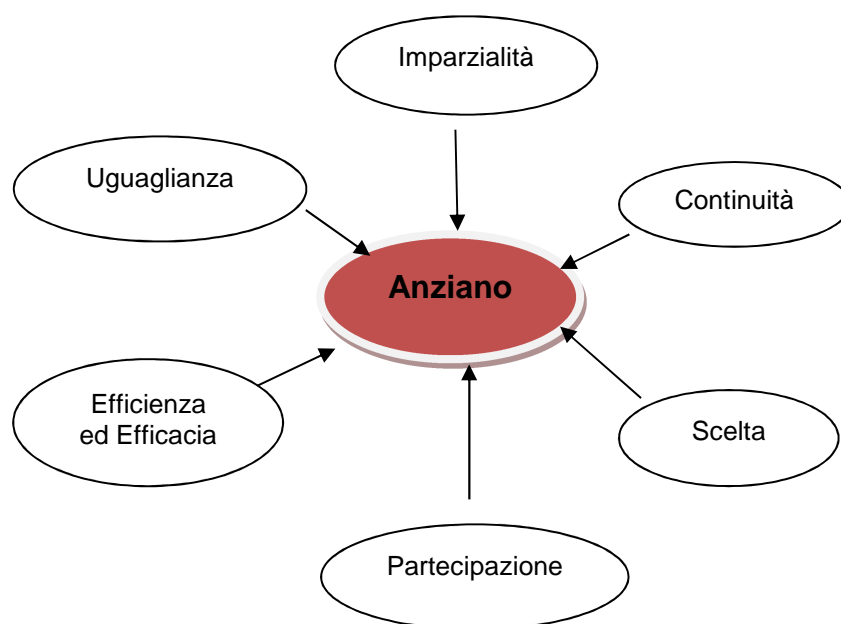 Imparzialità
Uguaglianza
Continuità
Anziano
Efficienza
ed Efficacia
Scelta
Partecipazione